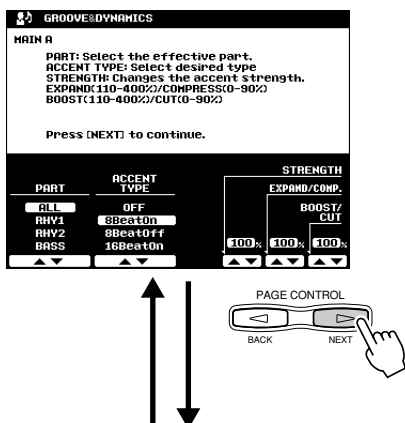 GROOVE&DYNAMICS
MAIN A
PART: Select the effective part.
ACCENT TYPE: Select desired type
STRENGTH: Changes the accent strength.
EXPAND(110-400%)/COMPRESS(0-90%)
BOOST(110-400%)/CUT(0-90%)
Press [NEXT] to continue.
STRENGTH
PART
ACCENT
TYPE
EXPAND/COMP.
BOOST/
CUT
ALL OFF
RHY1 8BeatOn
RHY2 8BeatOff
BASS 16BeatOn
100% 100% 100%
PAGE CONTROL
BACK NEXT